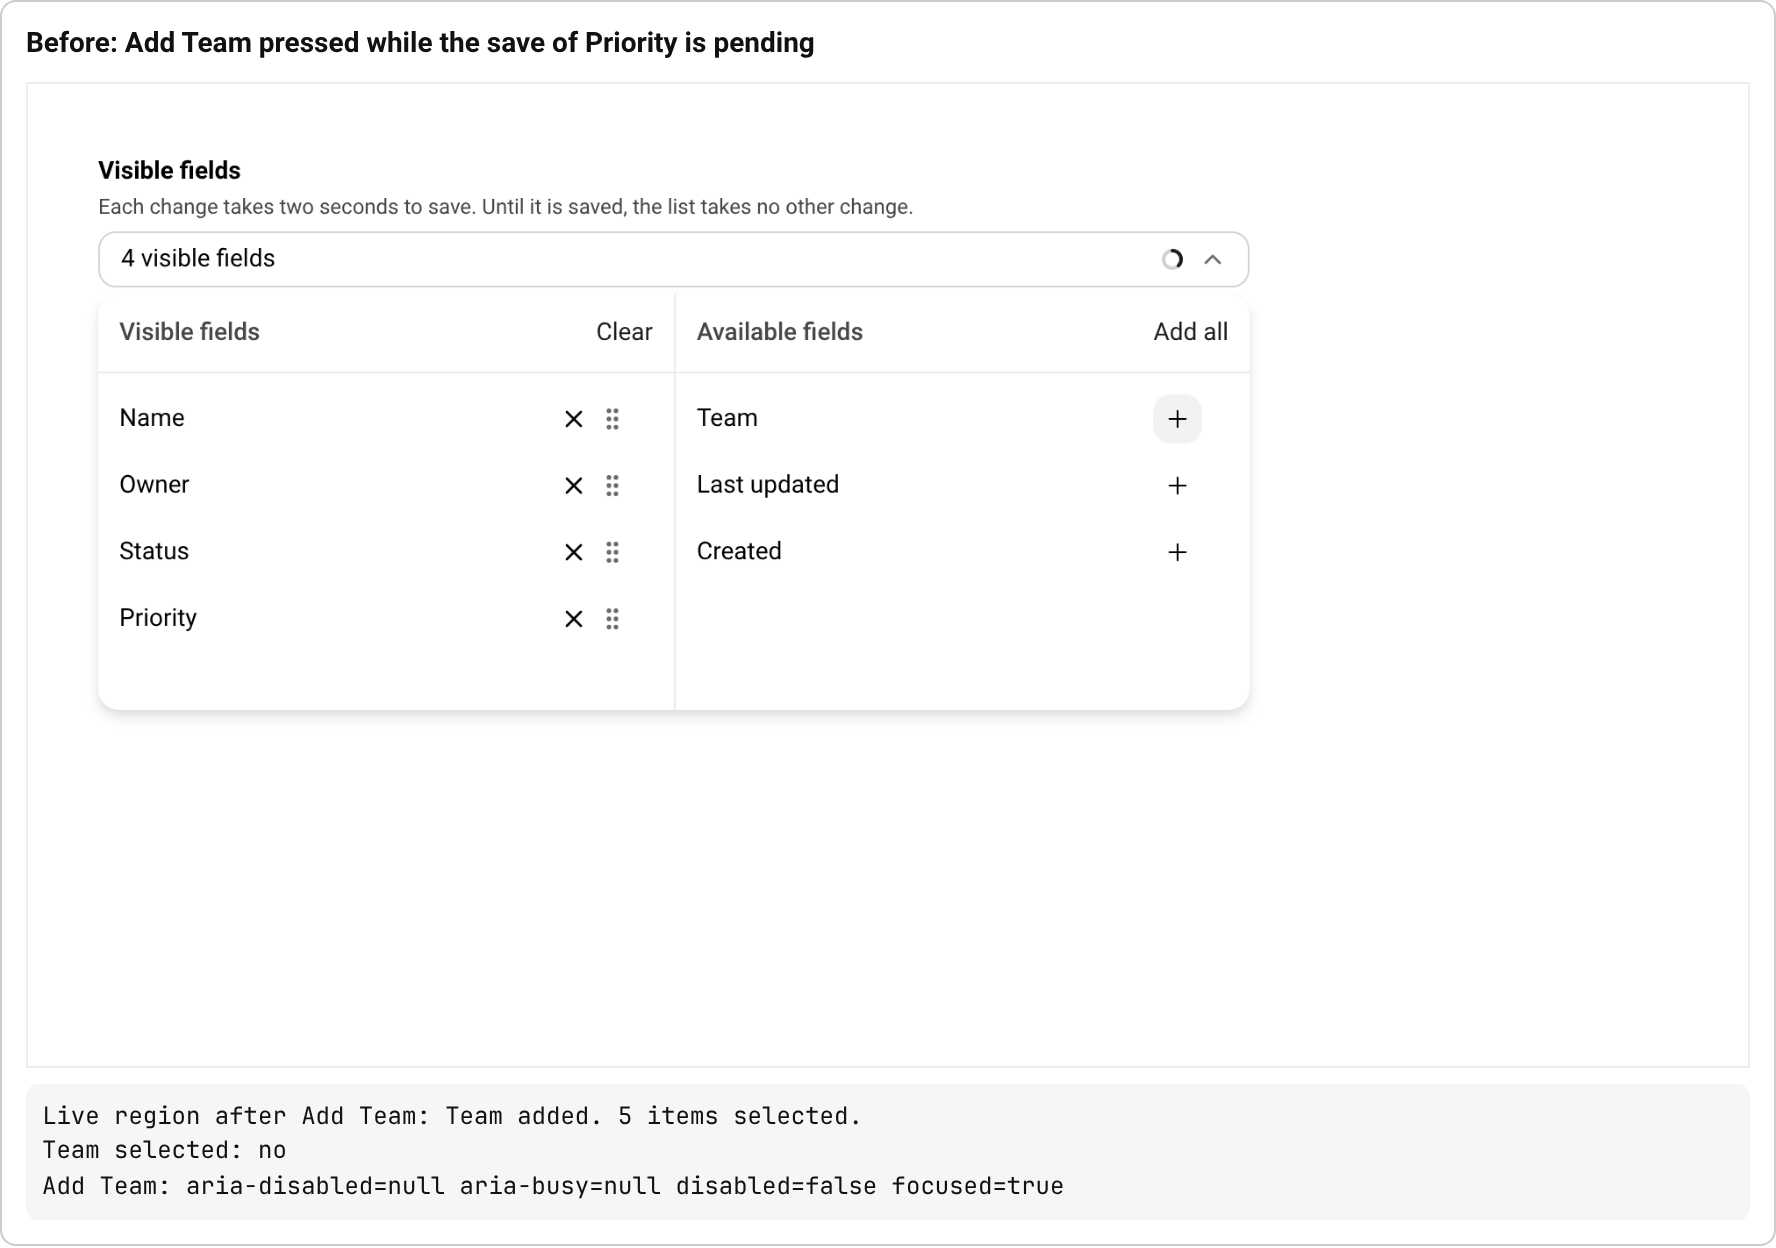 Before: Add Team pressed while the save of Priority is pending
Visible fields
Each change takes two seconds to save. Until it is saved, the list takes no other change.
4 visible fields
Visible fields Clear
Available fields Add all
Name
Owner
Status
Priority
Team
Last updated
Created
Live region after Add Team: Team added. 5 items selected.
Team selected: no
Add Team: aria-disabled=null aria-busy=null disabled=false focused=true